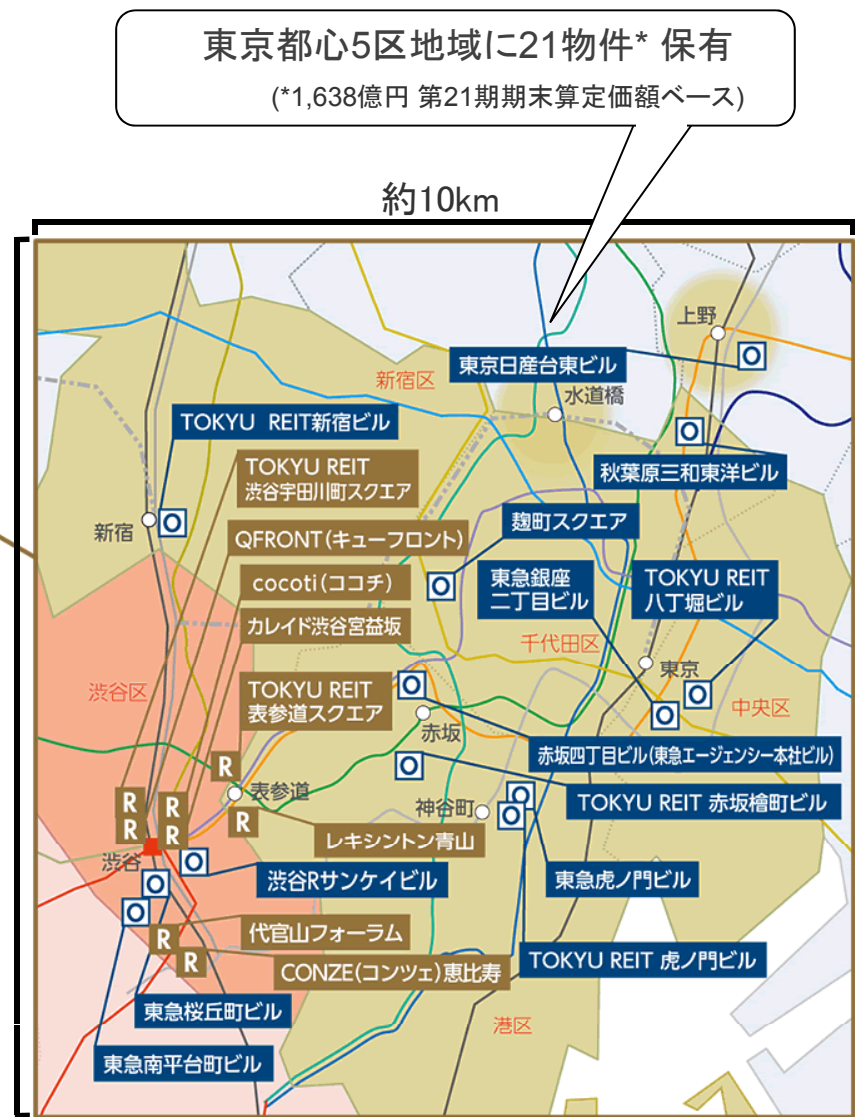 東京都心5区地域に21物件* 保有
(*1,638億円 第21期期末算定価額ベース)
約10km
上野
東京日産台東ビル
新宿区
水道橋
TOKYU REIT新宿ビル
秋葉原三和東洋ビル
TOKYU REIT
渋谷宇田川町スクエア
新宿
麹町スクエア
QFRONT(キューフロント)
東急銀座
二丁目ビル
TOKYU REIT
八丁堀ビル
cocoti(ココチ)
カレイド渋谷宮益坂
千代田区
東京
渋谷区
TOKYU REIT
表参道スクエア
中央区
赤坂
赤坂四丁目ビル(東急エージェンシー本社ビル)
R
表参道
TOKYU REIT 赤坂檜町ビル
神谷町
R
R
R
R
R
レキシントン青山
渋谷
渋谷Rサンケイビル
東急虎ノ門ビル
R
代官山フォーラム
R
CONZE(コンツェ)恵比寿
TOKYU REIT 虎ノ門ビル
東急桜丘町ビル
港区
東急南平台町ビル
O
O
O
O
O
O
O
O
O
O
O
O
O